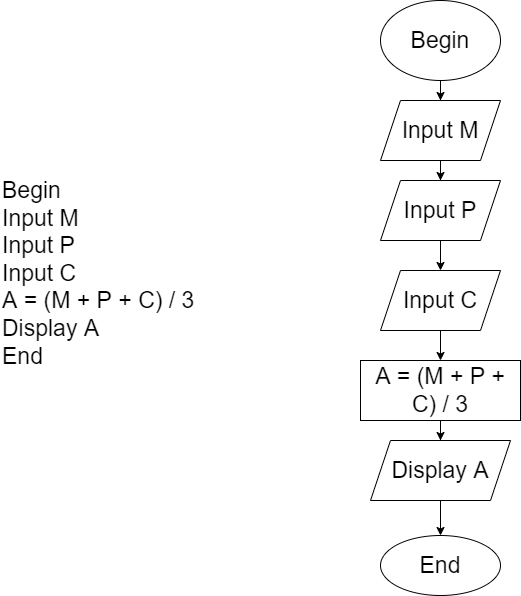 Begin
Input M
Input P
Input C
A = (M + P + C) / 3
Display A
End
Begin
Input M
Input P
Input C
A = (M + P +
C) / 3
Display A
End